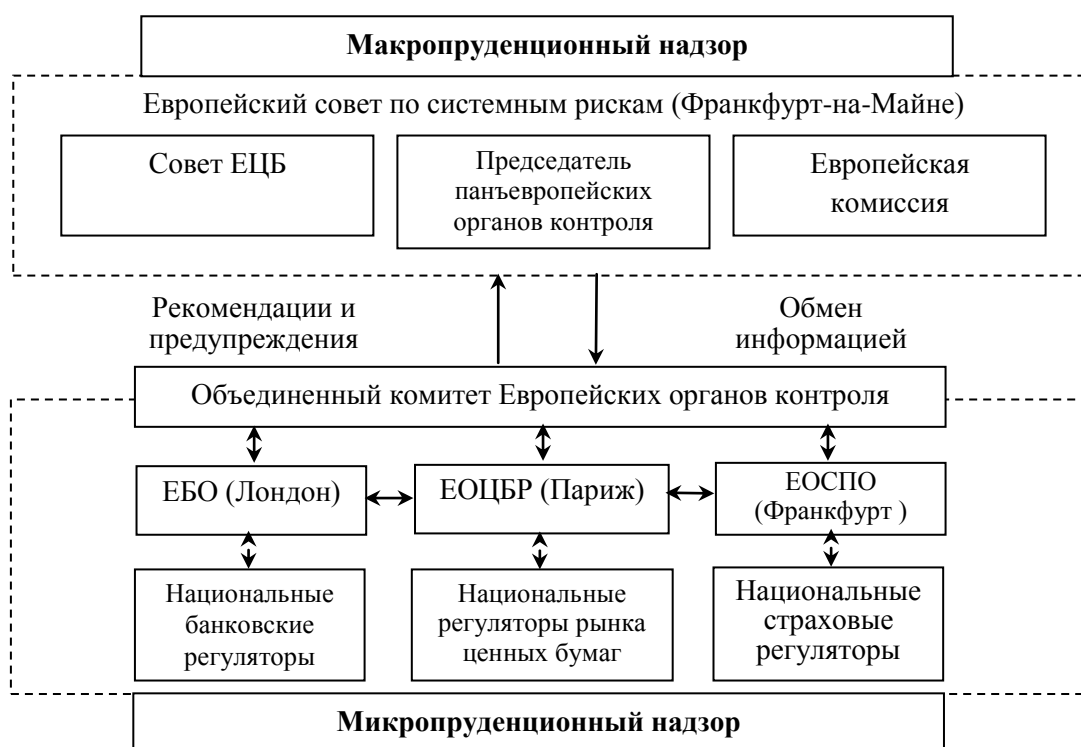 Макропруденционный надзор
Европейский совет по системным рискам (Франкфурт-на-Майне)
Совет ЕЦБ
Председатель
панъевропейских
органов контроля
Европейская
комиссия
Рекомендации и
предупреждения
Обмен
информацией
Объединенный комитет Европейских органов контроля
ЕБО (Лондон)
ЕОЦБР (Париж)
ЕОСПО
(Франкфурт )
Национальные
банковские
регуляторы
Национальные
регуляторы рынка
ценных бумаг
Национальные
страховые
регуляторы
Микропруденционный надзор